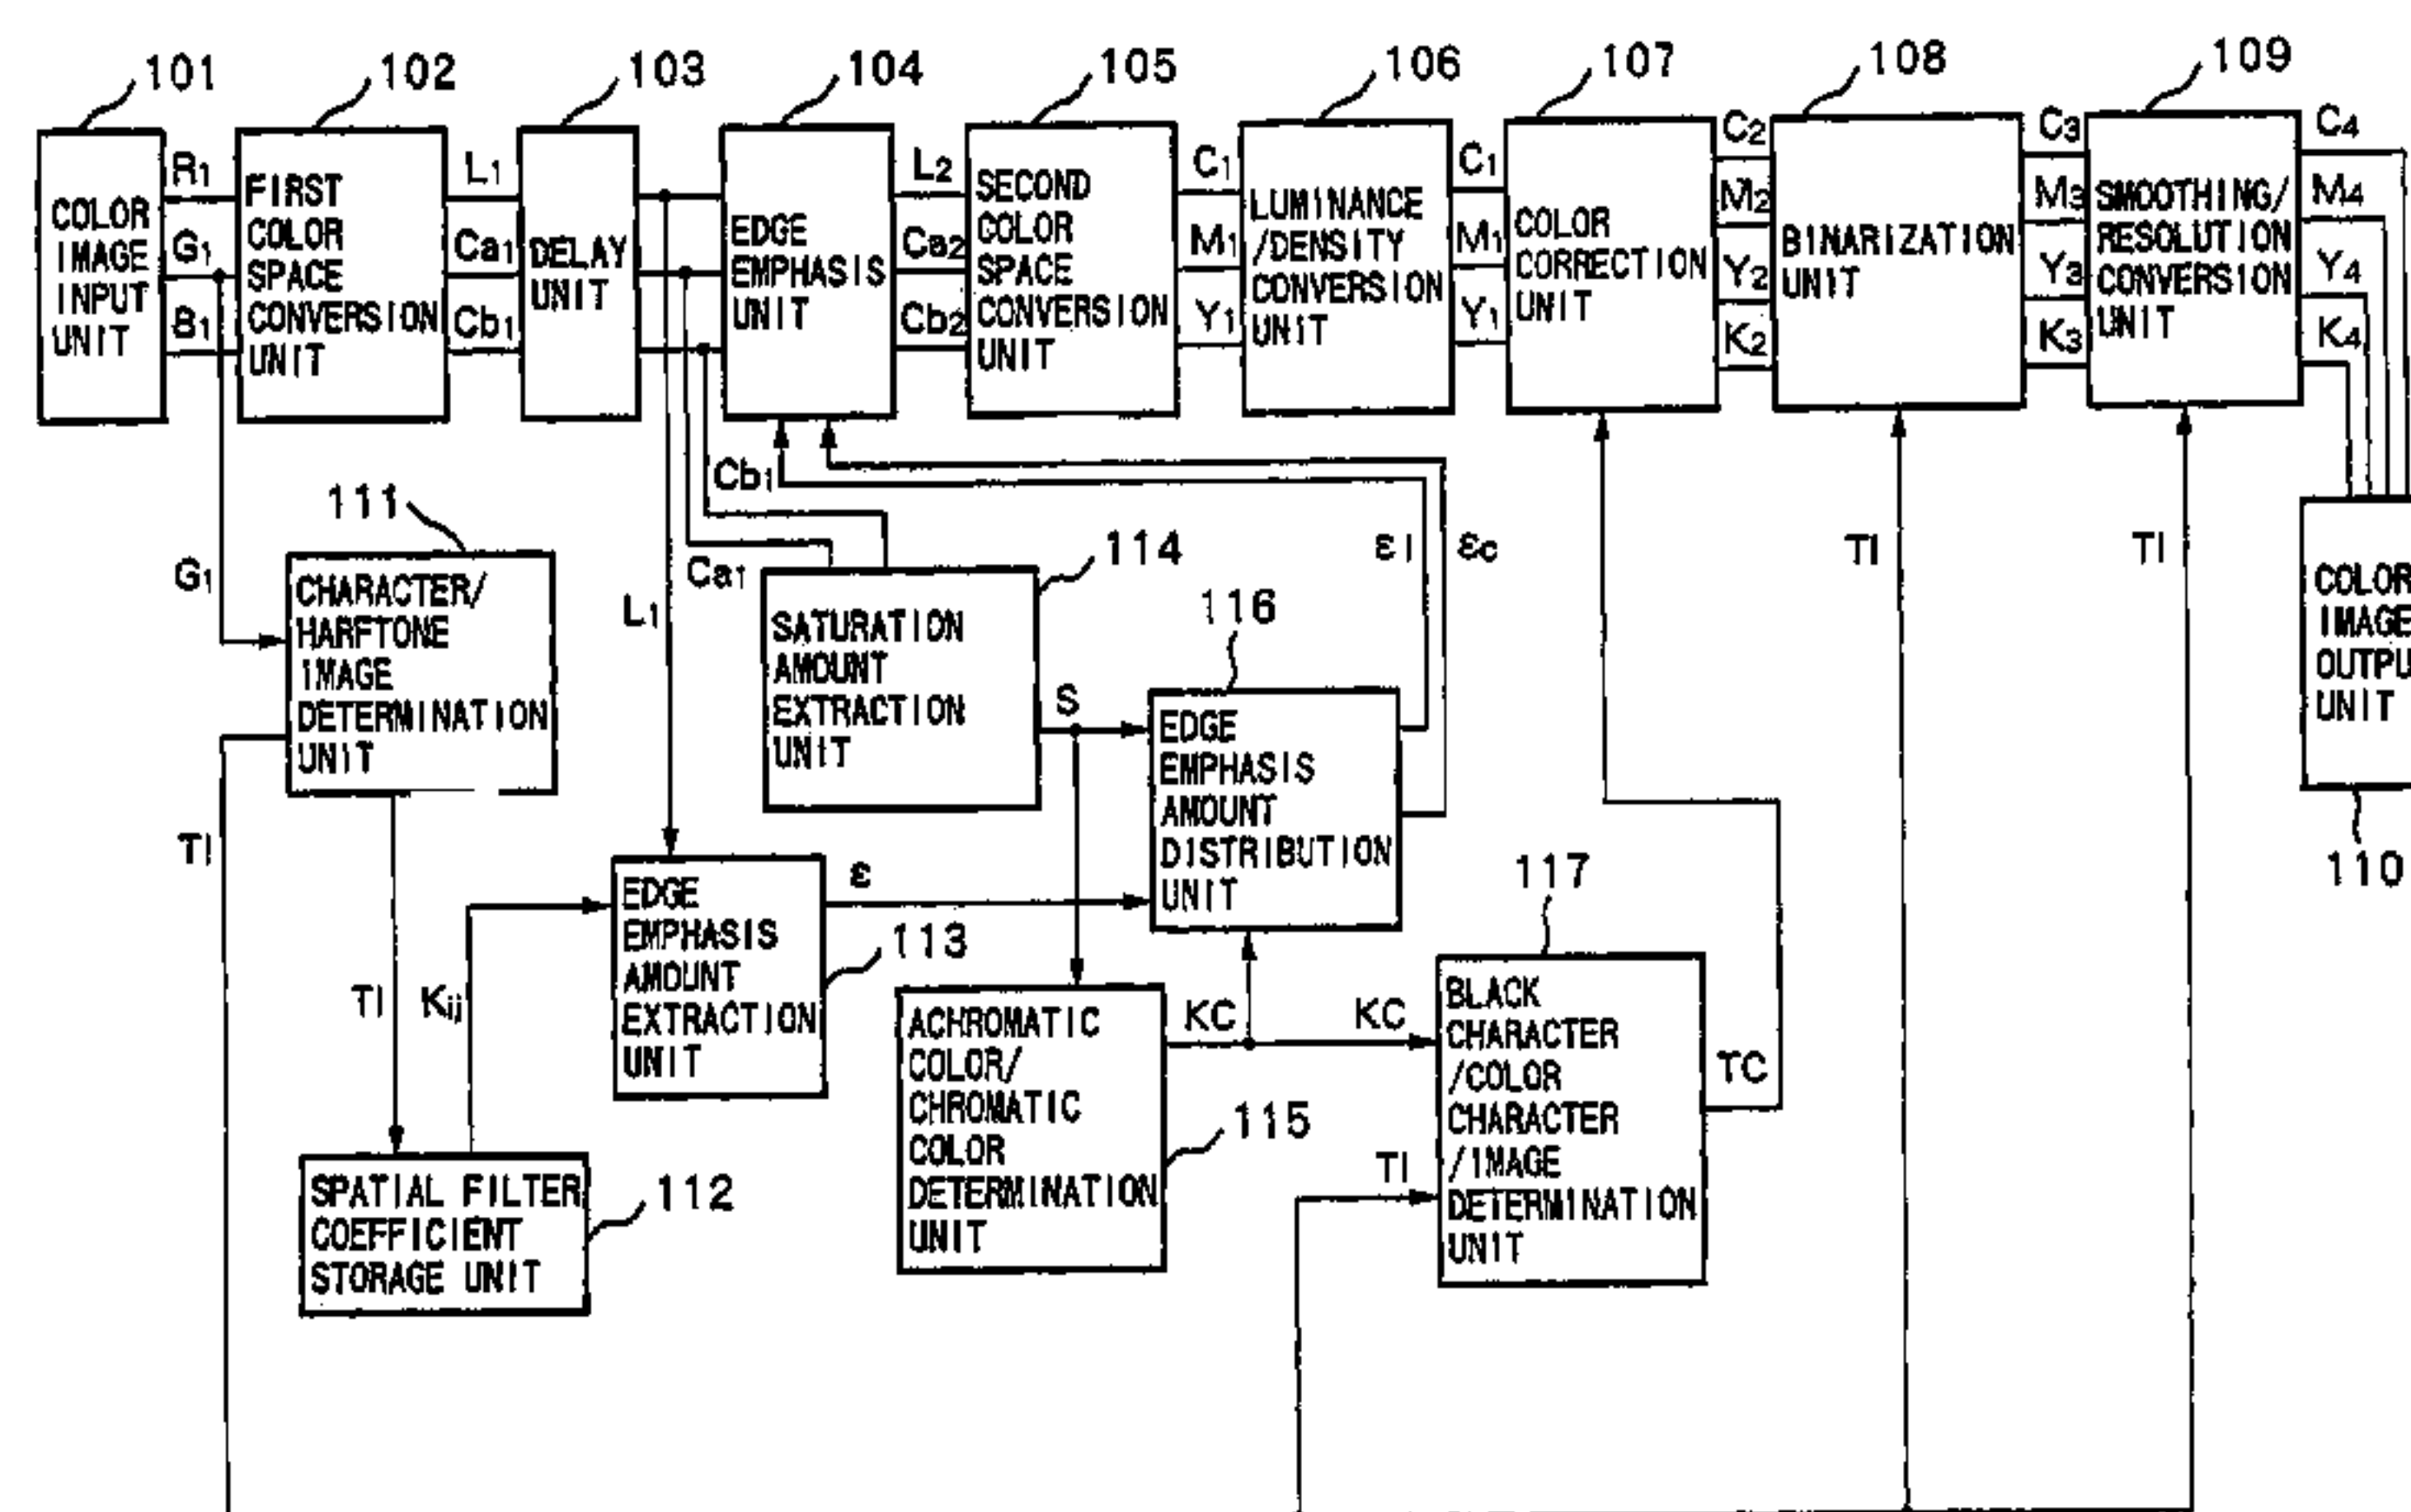 101
102
103
104
105
106
107
108
109
COLOR
IMAGE
INPUT
UNIT
R1
G1
B1
FIRST
COLOR
SPACE
CONVERSION
UNIT
L1
Ca1
Cb1
DELAY
UNIT
EDGE
EMPHASIS
UNIT
L2
Ca2
Cb2
SECOND
COLOR
SPACE
CONVERSION
UNIT
C1
M1
Y1
LUMINANCE
/DENSITY
CONVERSION
UNIT
C1
M1
Y1
COLOR
CORRECTION
UNIT
C2
M2
Y2
K2
BINARIZATION
UNIT
C3
M3
Y3
K3
SMOOTHING/
RESOLUTION
CONVERSION
UNIT
C4
M4
Y4
K4
COLOR
IMAGE
OUTPU
UNIT
110
111
G1
CHARACTER/
HARFTONE
IMAGE
DETERMINATION
UNIT
TI
TI
Kij
SPATIAL FILTER
COEFFICIENT
STORAGE UNIT
112
L1
Ca1
Cb1
EDGE
EMPHASIS
AMOUNT
EXTRACTION
UNIT
113
ε
SATURATION
AMOUNT
EXTRACTION
UNIT
114
S
ACHROMATIC
COLOR/
CHROMATIC
COLOR
DETERMINATION
UNIT
115
KC
KC
116
EDGE
EMPHASIS
AMOUNT
DISTRIBUTION
UNIT
εl
εc
117
BLACK
CHARACTER
/COLOR
CHARACTER
/IMAGE
DETERMINATION
UNIT
TI
TC
TI
TI